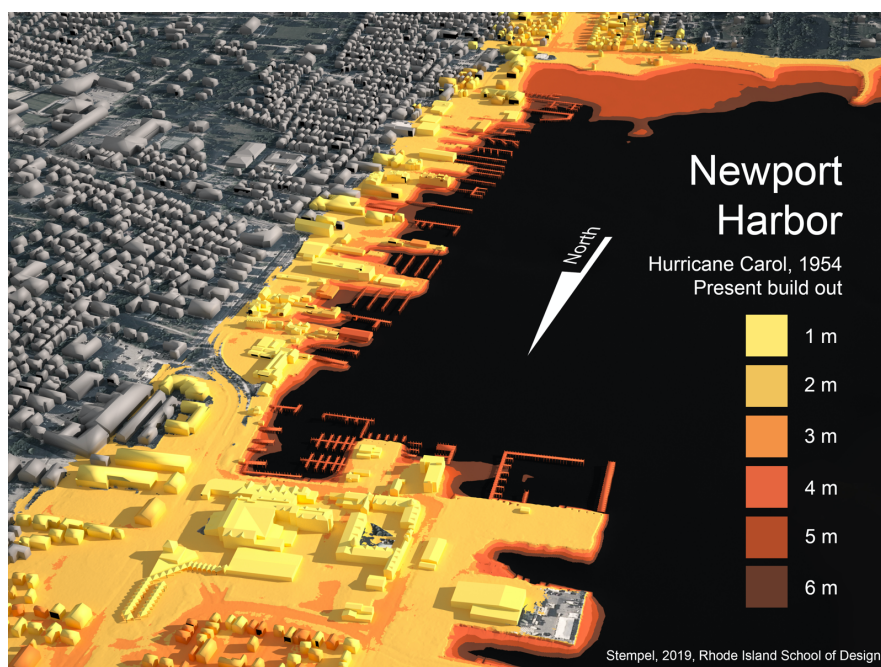 Newport
Harbor
North
Hurricane Carol, 1954
Present build out
1 m
2 m
3 m
4 m
5 m
6 m
Stempel, 2019, Rhode Island School of Design